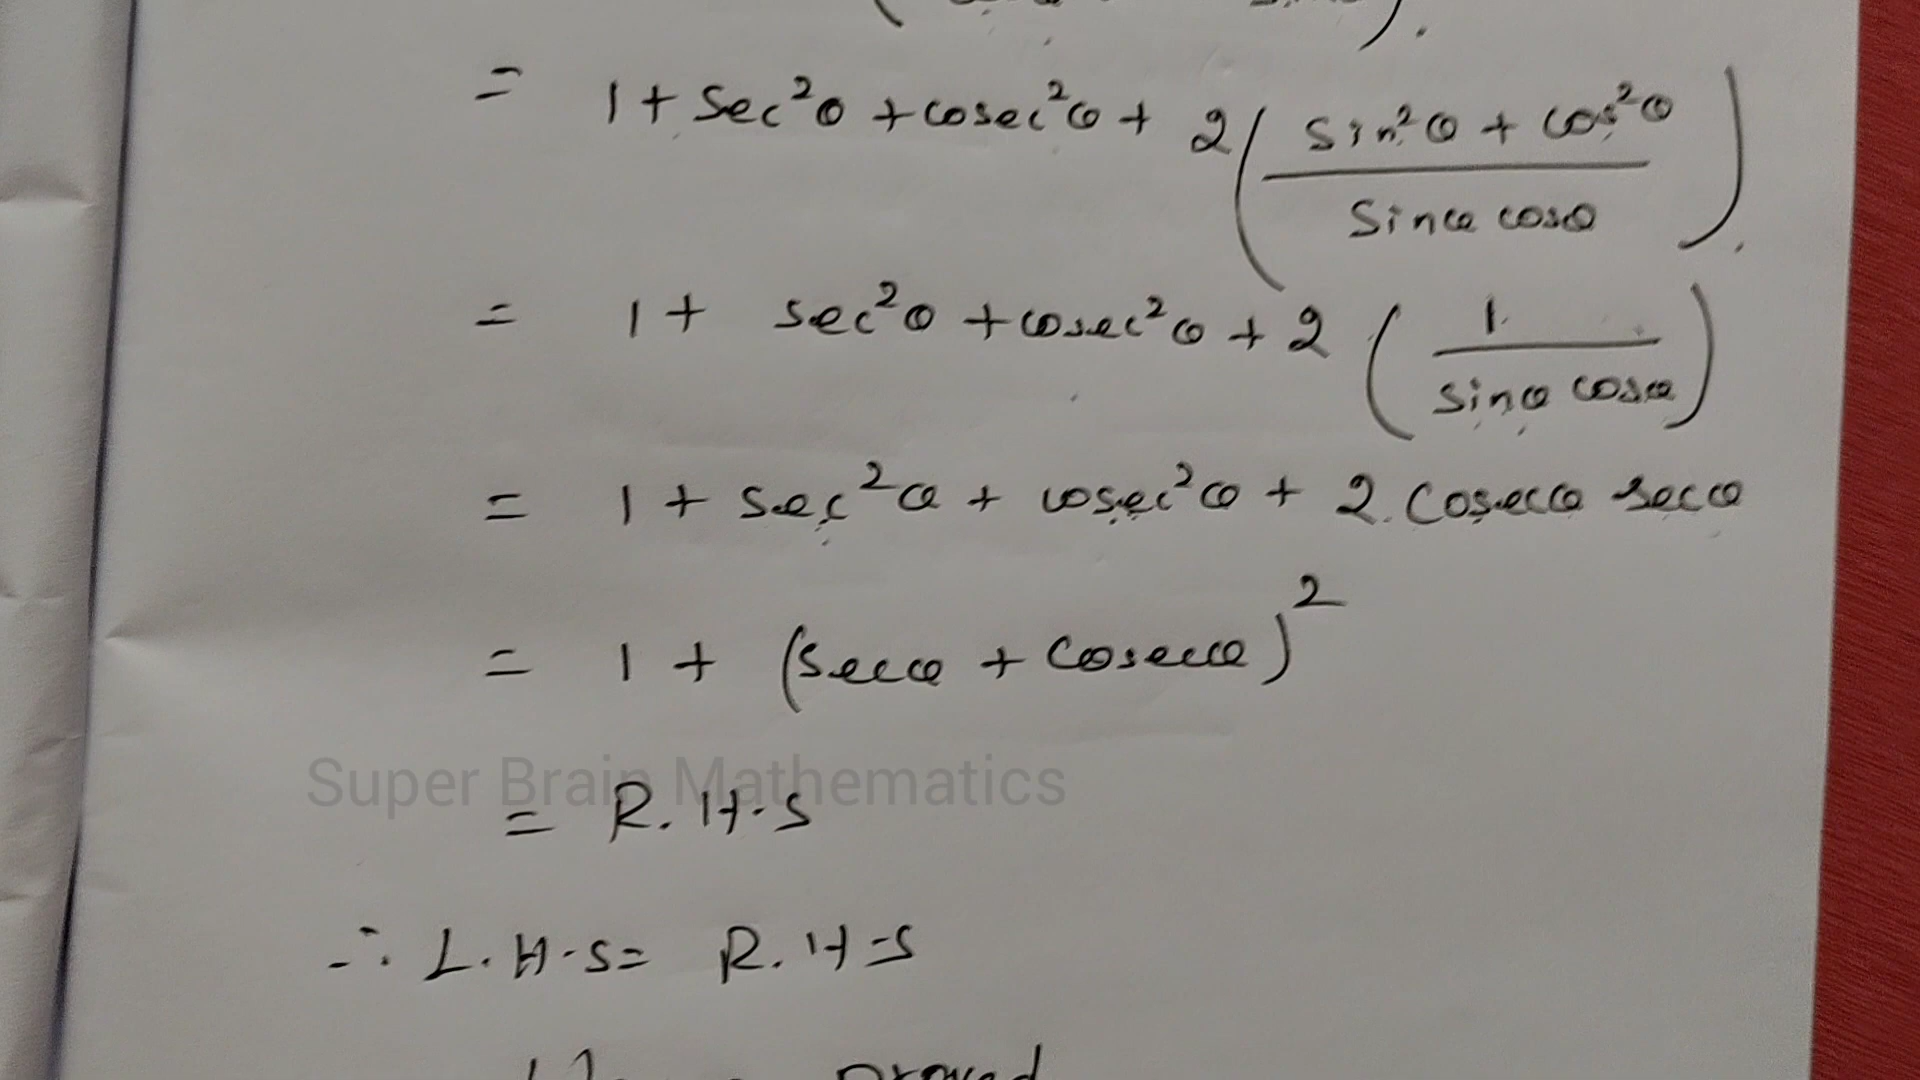 = 1 + sec²θ + cosec²θ + 2 ( sin²θ + cos²θ / sinθ cosθ ).
= 1 + sec²θ + cosec²θ + 2 ( 1 / sinθ cosθ )
= 1 + sec²θ + cosec²θ + 2. cosecθ secθ
= 1 + (secθ + cosecθ)²
Super Brain Mathematics
= R.H.S
∴ L.H.S = R.H.S
proved